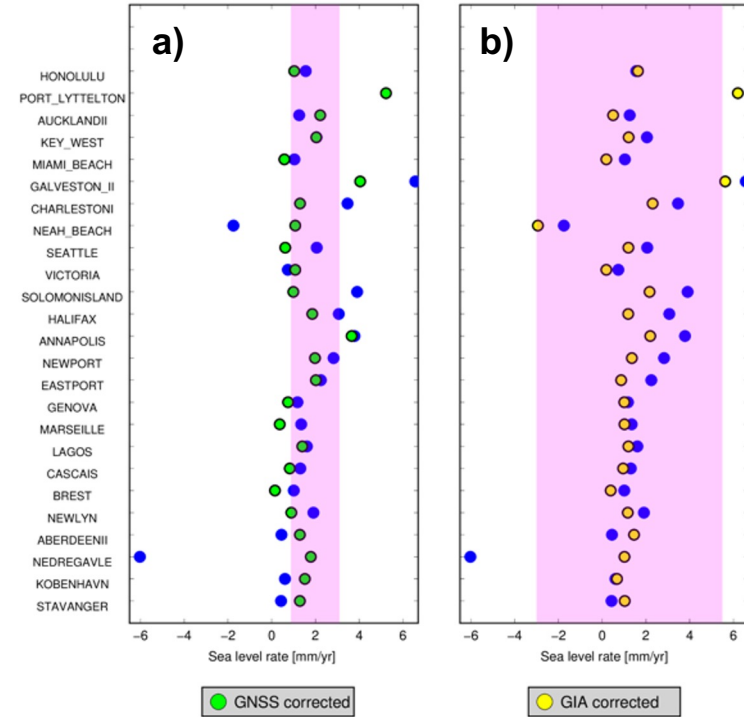 a)
b)
HONOLULU
PORT_LYTTELTON
AUCKLANDII
KEY_WEST
MIAMI_BEACH
GALVESTON_II
CHARLESTONI
NEAH_BEACH
SEATTLE
VICTORIA
SOLOMONISLAND
HALIFAX
ANNAPOLIS
NEWPORT
EASTPORT
GENOVA
MARSEILLE
LAGOS
CASCAIS
BREST
NEWLYN
ABERDEENII
NEDREGAVLE
KOBENHAVN
STAVANGER
−6 −4 −2 0 2 4 6
−6 −4 −2 0 2 4 6
Sea level rate [mm/yr]
Sea level rate [mm/yr]
GNSS corrected
GIA corrected